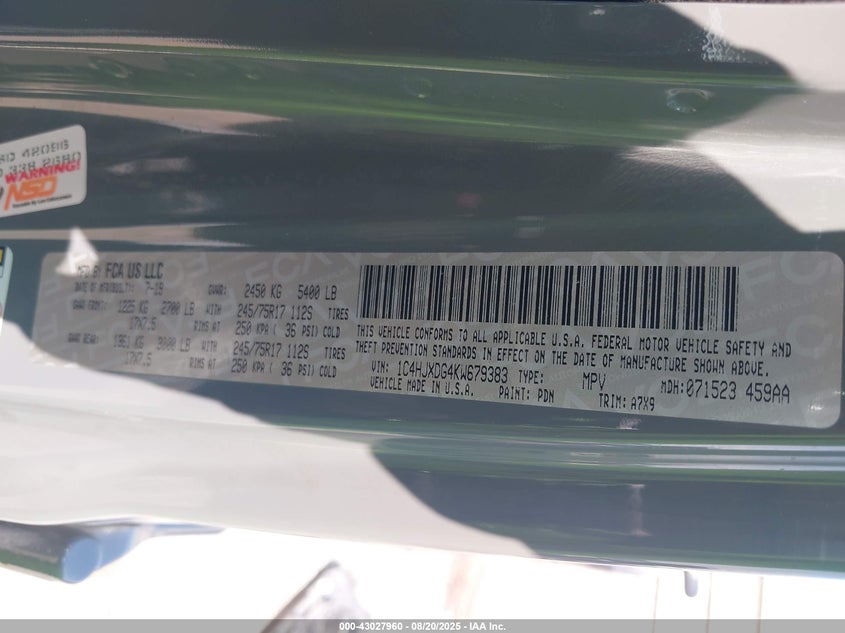 WARNING!
NSD
MFD BY FCA US LLC
DATE OF MFR/BUILT: 7-19 GVWR: 2450 KG 5400 LB
GAWR FRONT: 1225 KG 2700 LB WITH 245/75R17 112S TIRES
17X7.5 RIMS AT 250 KPA ( 36 PSI) COLD
GAWR REAR: 1361 KG 3000 LB WITH 245/75R17 112S TIRES
17X7.5 RIMS AT 250 KPA ( 36 PSI) COLD
THIS VEHICLE CONFORMS TO ALL APPLICABLE U.S.A. FEDERAL MOTOR VEHICLE SAFETY AND
THEFT PREVENTION STANDARDS IN EFFECT ON THE DATE OF MANUFACTURE SHOWN ABOVE.
VIN: 1C4HJXDG4KW679383 TYPE: MPV MDH: 071523 459AA
VEHICLE MADE IN U.S.A. PAINT: PDN TRIM: A7X9
000-43027960 — 08/20/2025 - IAA Inc.